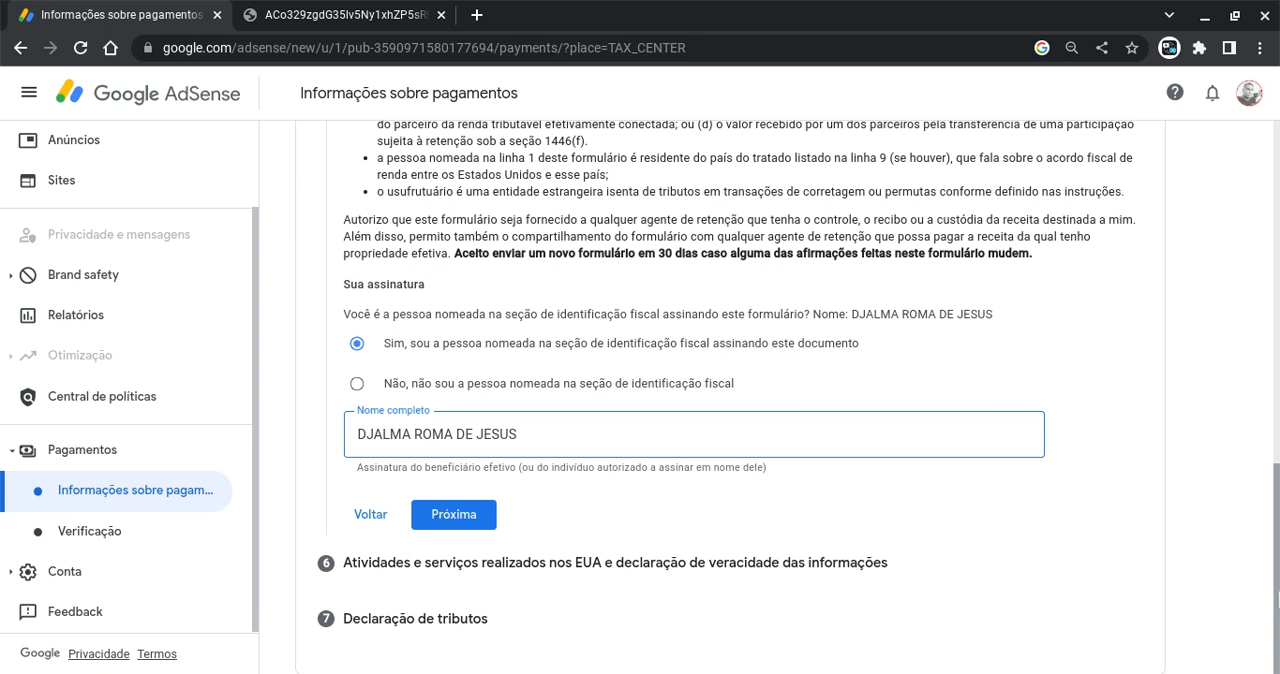 Informações sobre pagamentos
ACo329zgdG35lv5Ny1xhZP5sR
google.com/adsense/new/u/1/pub-3590971580177694/payments/?place=TAX_CENTER
Google AdSense
Informações sobre pagamentos
Anúncios
Sites
Privacidade e mensagens
Brand safety
Relatórios
Otimização
Central de políticas
Pagamentos
Informações sobre pagam...
Verificação
Conta
Feedback
Google Privacidade Termos
do parceiro da renda tributável efetivamente conectada; ou (d) o valor recebido por um dos parceiros pela transferência de uma participação
sujeita à retenção sob a seção 1446(f).
• a pessoa nomeada na linha 1 deste formulário é residente do país do tratado listado na linha 9 (se houver), que fala sobre o acordo fiscal de
renda entre os Estados Unidos e esse país;
• o usufrutuário é uma entidade estrangeira isenta de tributos em transações de corretagem ou permutas conforme definido nas instruções.
Autorizo que este formulário seja fornecido a qualquer agente de retenção que tenha o controle, o recibo ou a custódia da receita destinada a mim.
Além disso, permito também o compartilhamento do formulário com qualquer agente de retenção que possa pagar a receita da qual tenho
propriedade efetiva. Aceito enviar um novo formulário em 30 dias caso alguma das afirmações feitas neste formulário mudem.
Sua assinatura
Você é a pessoa nomeada na seção de identificação fiscal assinando este formulário? Nome: DJALMA ROMA DE JESUS
Sim, sou a pessoa nomeada na seção de identificação fiscal assinando este documento
Não, não sou a pessoa nomeada na seção de identificação fiscal
Nome completo
DJALMA ROMA DE JESUS
Assinatura do beneficiário efetivo (ou do indivíduo autorizado a assinar em nome dele)
Voltar Próxima
6 Atividades e serviços realizados nos EUA e declaração de veracidade das informações
7 Declaração de tributos